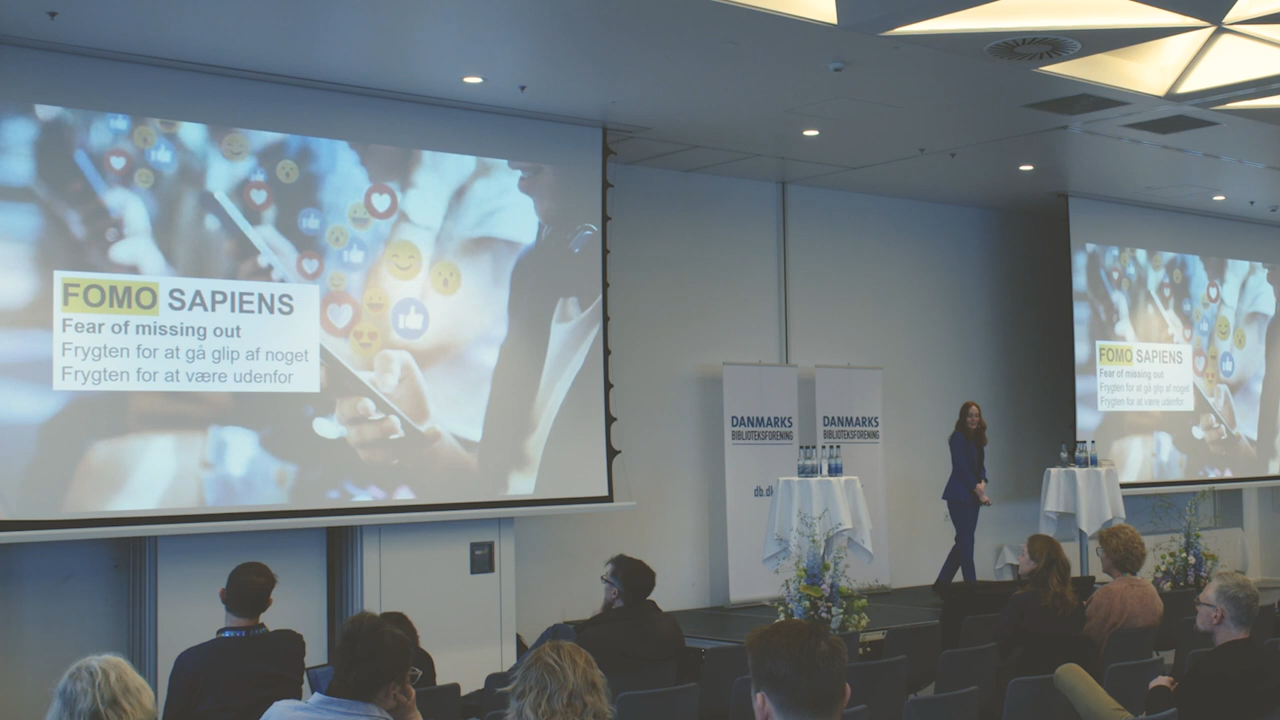 FOMO SAPIENS
Fear of missing out
Frygten for at gå glip af noget
Frygten for at være udenfor
DANMARKS
BIBLIOTEKSFORENING
db.dk
DANMARKS
BIBLIOTEKSFORENING
FOMO SAPIENS
Fear of missing out
Frygten for at gå glip af noget
Frygten for at være udenfor